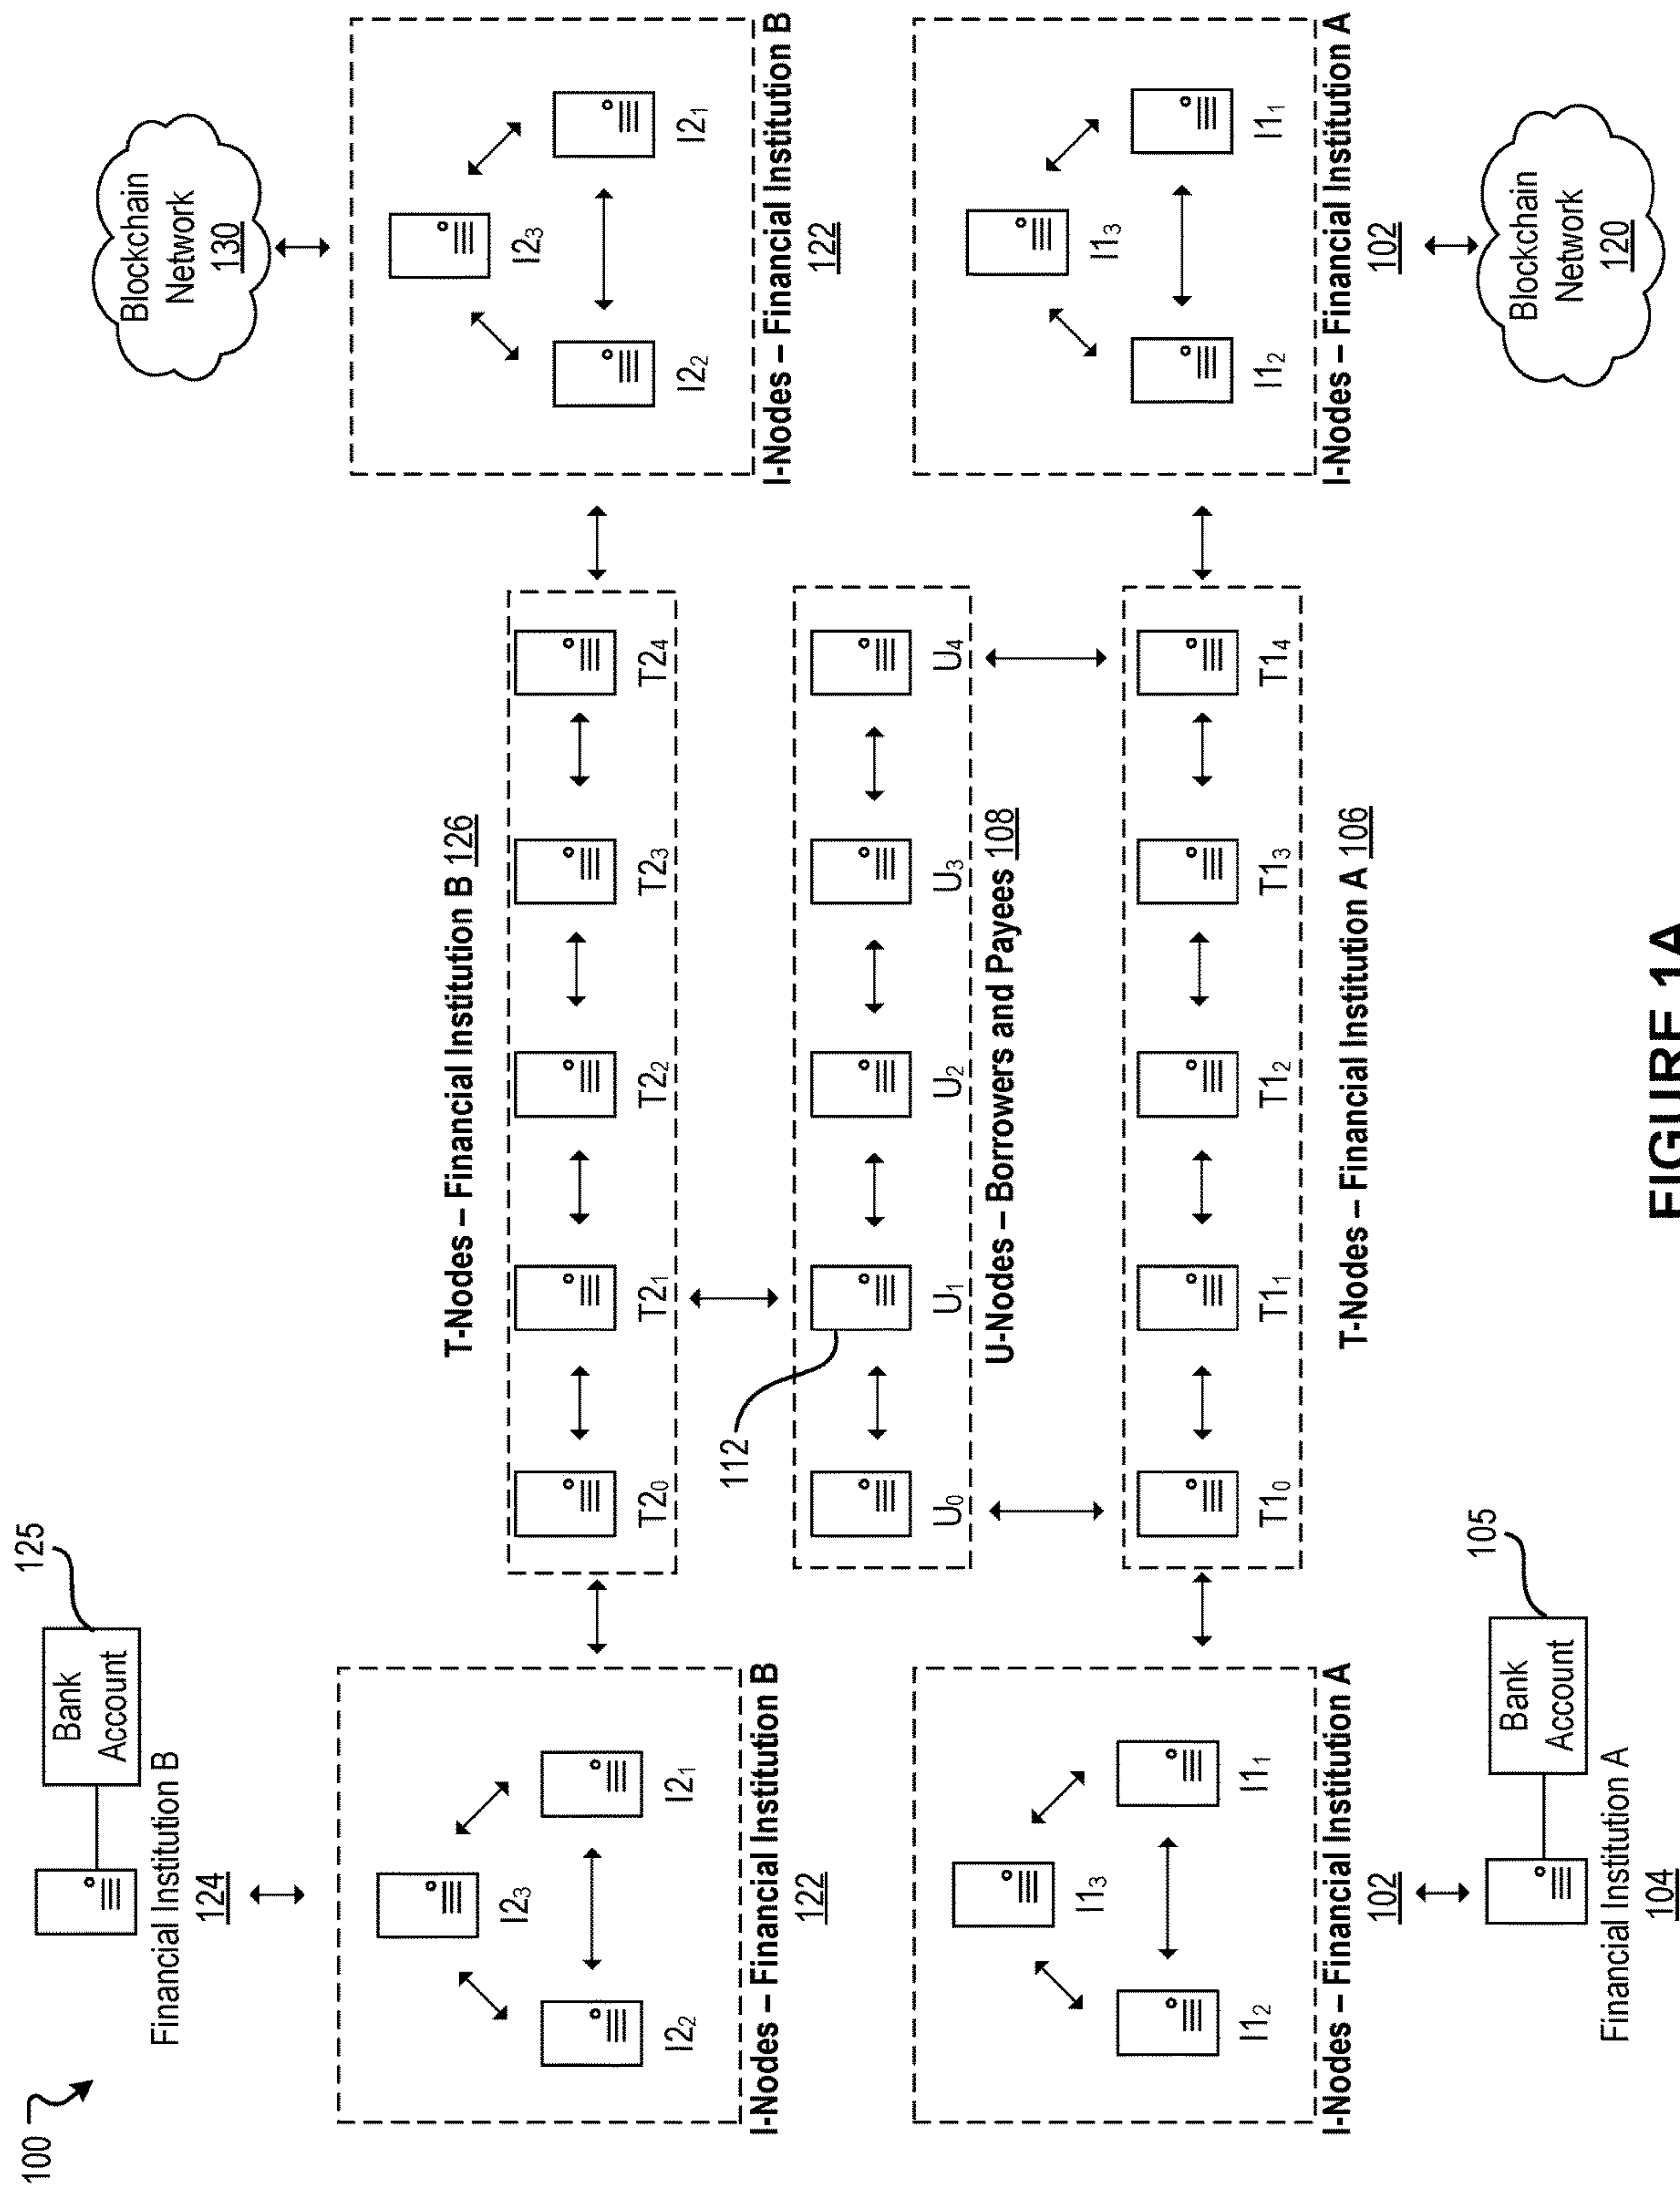 100
125
Bank
Account
Financial Institution B
124
Blockchain
Network
130
I2₃
I2₂
I2₁
I-Nodes – Financial Institution B
122
T-Nodes – Financial Institution B 126
T2₀
T2₁
T2₂
T2₃
T2₄
I2₃
I2₂
I2₁
I-Nodes – Financial Institution B
122
112
U₀
U₁
U₂
U₃
U₄
U-Nodes – Borrowers and Payees 108
I1₃
I1₂
I1₁
I-Nodes – Financial Institution A
102
T1₀
T1₁
T1₂
T1₃
T1₄
T-Nodes – Financial Institution A 106
I1₃
I1₂
I1₁
I-Nodes – Financial Institution A
102
105
Bank
Account
Financial Institution A
104
Blockchain
Network
120
FIGURE 1A